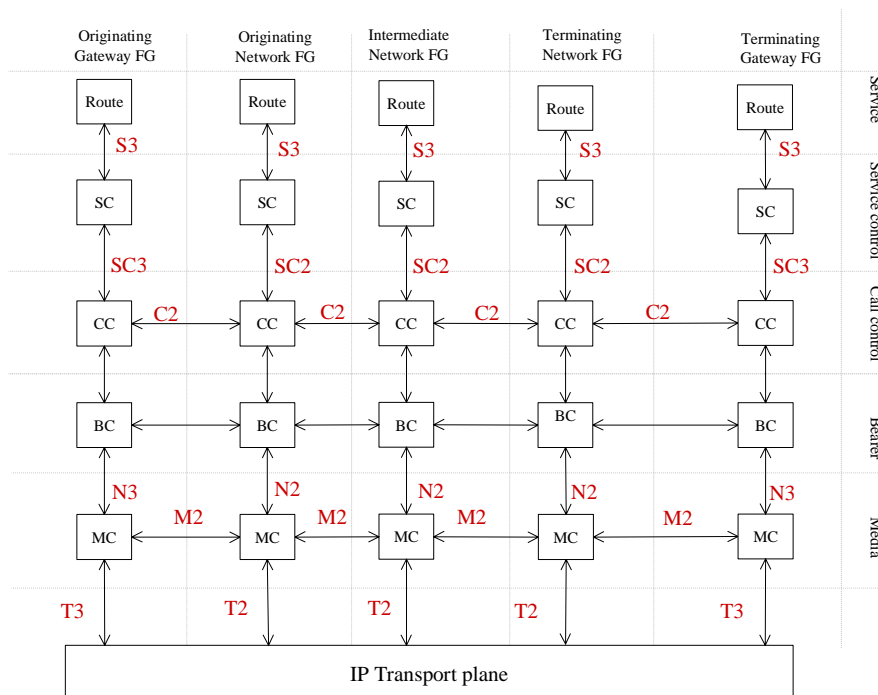 Originating
Gateway FG
Originating
Network FG
Intermediate
Network FG
Terminating
Network FG
Terminating
Gateway FG
Route
Route
Route
Route
Route
Service
S3
S3
S3
S3
S3
SC
SC
SC
SC
SC
Service control
SC3
SC2
SC2
SC2
SC3
CC
C2
CC
C2
CC
C2
CC
C2
CC
Call control
BC
BC
BC
BC
BC
Bearer
N3
N2
N2
N2
N3
MC
M2
MC
M2
MC
M2
MC
M2
MC
Media
T3
T2
T2
T2
T3
IP Transport plane